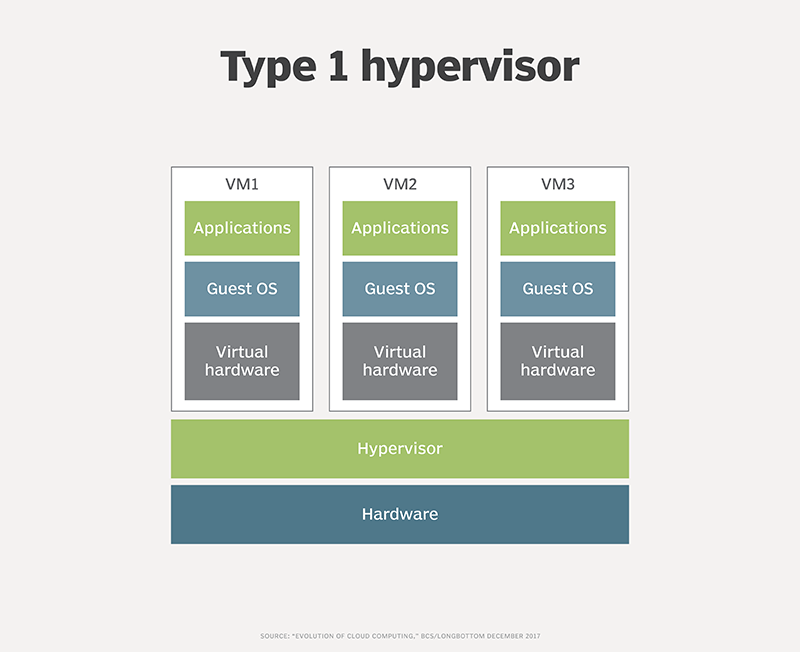 Type 1 hypervisor
VM1
Applications
Guest OS
Virtual
hardware
VM2
Applications
Guest OS
Virtual
hardware
VM3
Applications
Guest OS
Virtual
hardware
Hypervisor
Hardware
SOURCE: “EVOLUTION OF CLOUD COMPUTING,” BCS/LONGBOTTOM DECEMBER 2017